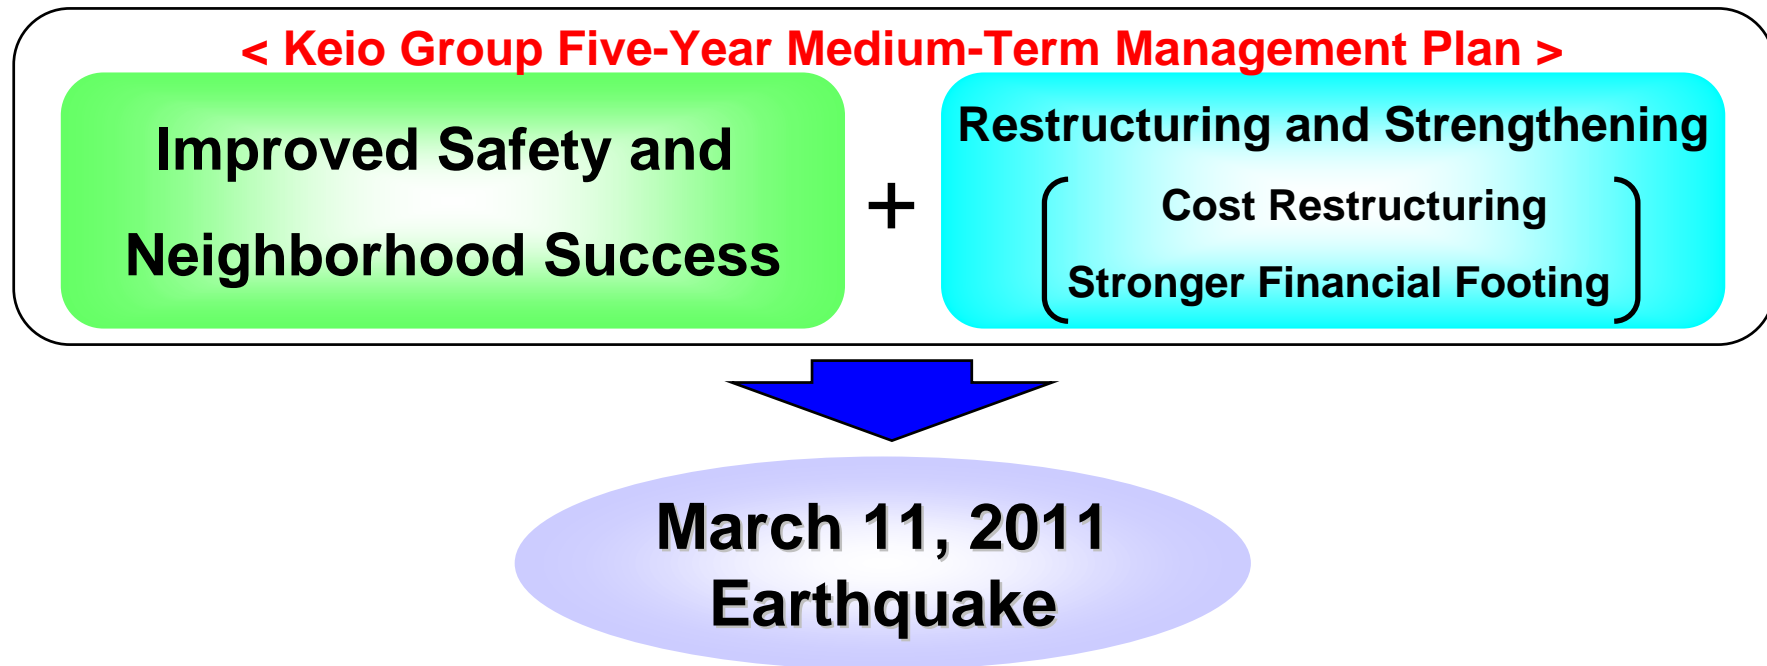 < Keio Group Five-Year Medium-Term Management Plan >
Improved Safety and
Neighborhood Success
+
Restructuring and Strengthening
Cost Restructuring
Stronger Financial Footing
March 11, 2011
Earthquake